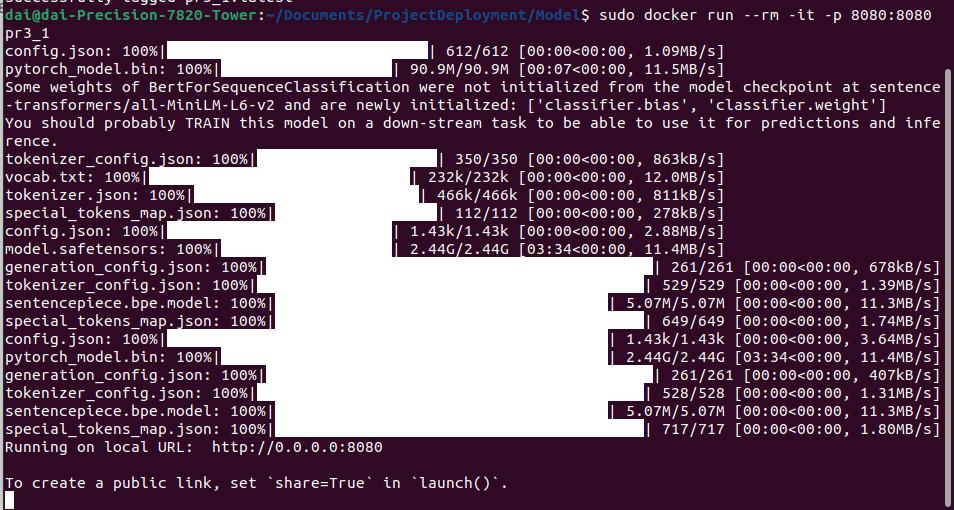 Successfully tagged pr3_1:latest
dai@dai-Precision-7820-Tower:~/Documents/ProjectDeployment/Model$ sudo docker run --rm -it -p 8080:8080
pr3_1
config.json: 100%| | 612/612 [00:00<00:00, 1.09MB/s]
pytorch_model.bin: 100%| | 90.9M/90.9M [00:07<00:00, 11.5MB/s]
Some weights of BertForSequenceClassification were not initialized from the model checkpoint at sentence
-transformers/all-MiniLM-L6-v2 and are newly initialized: ['classifier.bias', 'classifier.weight']
You should probably TRAIN this model on a down-stream task to be able to use it for predictions and infe
rence.
tokenizer_config.json: 100%| | 350/350 [00:00<00:00, 863kB/s]
vocab.txt: 100%| | 232k/232k [00:00<00:00, 12.0MB/s]
tokenizer.json: 100%| | 466k/466k [00:00<00:00, 811kB/s]
special_tokens_map.json: 100%| | 112/112 [00:00<00:00, 278kB/s]
config.json: 100%| | 1.43k/1.43k [00:00<00:00, 2.88MB/s]
model.safetensors: 100%| | 2.44G/2.44G [03:34<00:00, 11.4MB/s]
generation_config.json: 100%| | 261/261 [00:00<00:00, 678kB/s]
tokenizer_config.json: 100%| | 529/529 [00:00<00:00, 1.39MB/s]
sentencepiece.bpe.model: 100%| | 5.07M/5.07M [00:00<00:00, 11.3MB/s]
special_tokens_map.json: 100%| | 649/649 [00:00<00:00, 1.74MB/s]
config.json: 100%| | 1.43k/1.43k [00:00<00:00, 3.64MB/s]
pytorch_model.bin: 100%| | 2.44G/2.44G [03:34<00:00, 11.4MB/s]
generation_config.json: 100%| | 261/261 [00:00<00:00, 407kB/s]
tokenizer_config.json: 100%| | 528/528 [00:00<00:00, 1.31MB/s]
sentencepiece.bpe.model: 100%| | 5.07M/5.07M [00:00<00:00, 11.3MB/s]
special_tokens_map.json: 100%| | 717/717 [00:00<00:00, 1.80MB/s]
Running on local URL:  http://0.0.0.0:8080
To create a public link, set `share=True` in `launch()`.